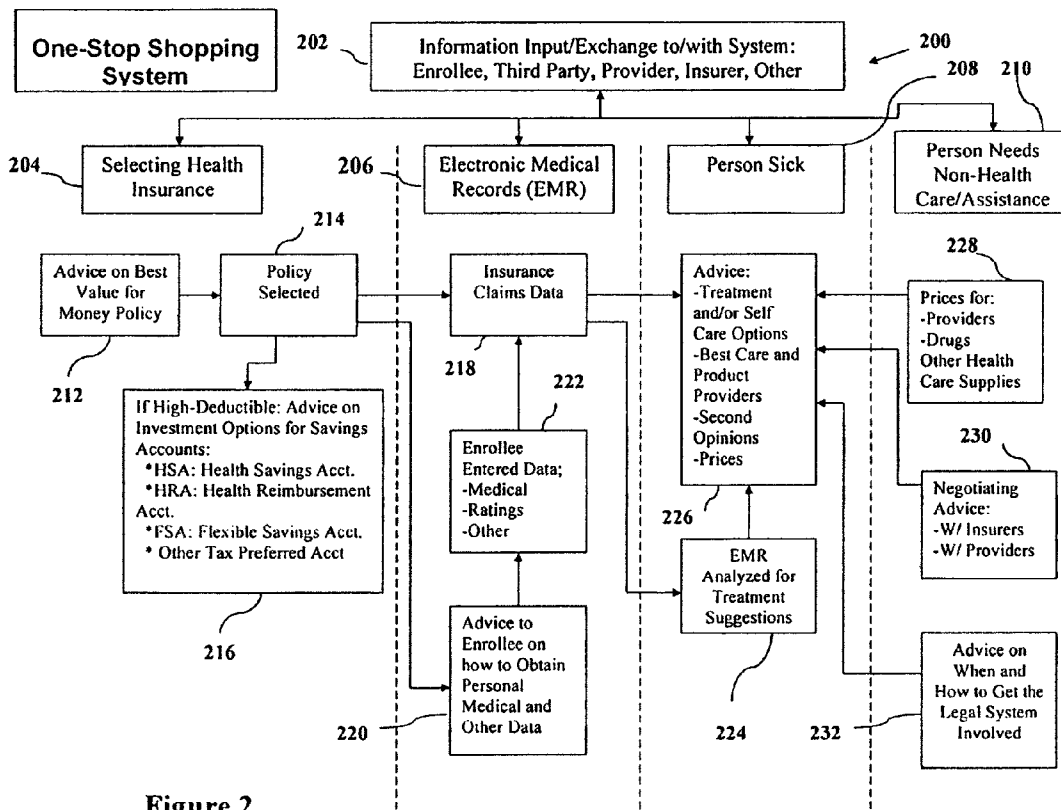 One-Stop Shopping
System
202
Information Input/Exchange to/with System:
Enrollee, Third Party, Provider, Insurer, Other
200
208
210
204
Selecting Health
Insurance
206
Electronic Medical
Records (EMR)
Person Sick
Person Needs
Non-Health
Care/Assistance
214
Advice on Best
Value for
Money Policy
212
Policy
Selected
Insurance
Claims Data
218
222
Advice:
-Treatment
and/or Self
Care Options
-Best Care and
Product
Providers
-Second
Opinions
-Prices
226
228
Prices for:
-Providers
-Drugs
Other Health
Care Supplies
If High-Deductible: Advice on
Investment Options for Savings
Accounts:
*HSA: Health Savings Acct.
*HRA: Health Reimbursement
Acct.
*FSA: Flexible Savings Acct.
* Other Tax Preferred Acct
216
Enrollee
Entered Data;
-Medical
-Ratings
-Other
230
Negotiating
Advice:
-W/ Insurers
-W/ Providers
EMR
Analyzed for
Treatment
Suggestions
224
Advice to
Enrollee on
how to Obtain
Personal
Medical and
Other Data
220
Advice on
When and
How to Get the
Legal System
Involved
232
Figure 2